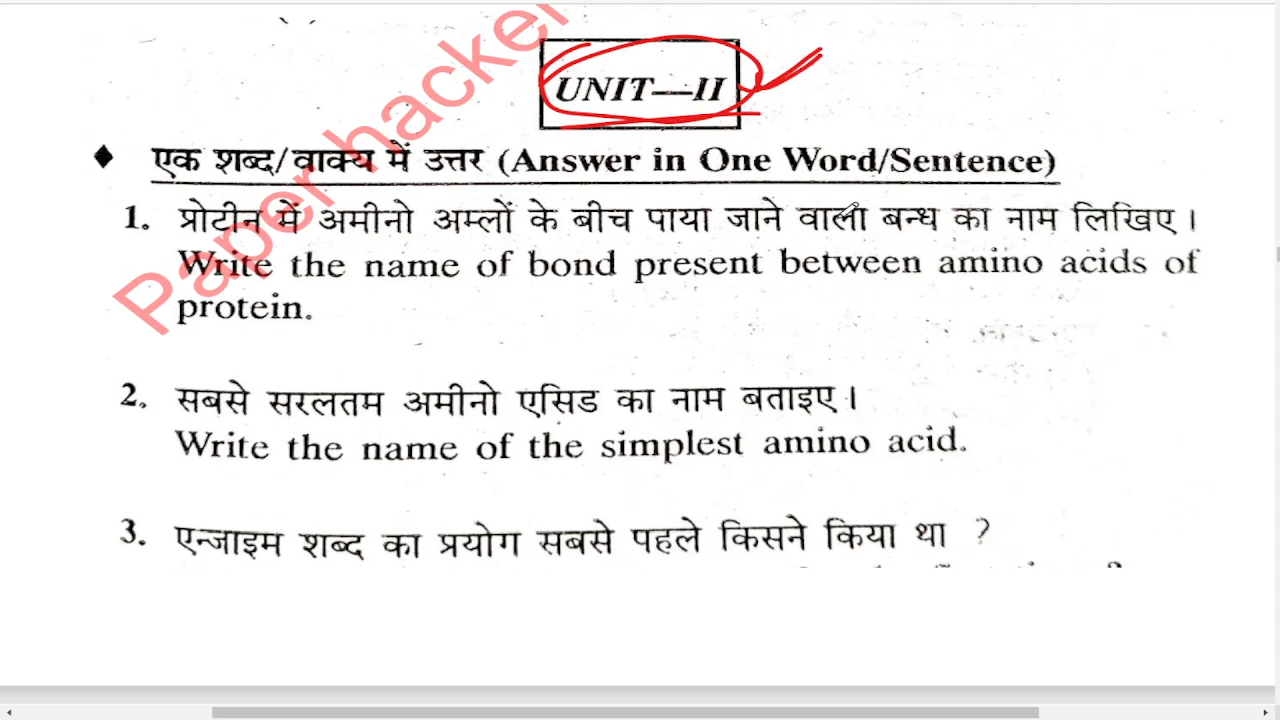 Paper hacker
UNIT—II
♦ एक शब्द/वाक्य में उत्तर (Answer in One Word/Sentence)
1. प्रोटीन में अमीनो अम्लों के बीच पाया जाने वाला बन्ध का नाम लिखिए।
Write the name of bond present between amino acids of
protein.
2. सबसे सरलतम अमीनो एसिड का नाम बताइए।
Write the name of the simplest amino acid.
3. एन्जाइम शब्द का प्रयोग सबसे पहले किसने किया था ?